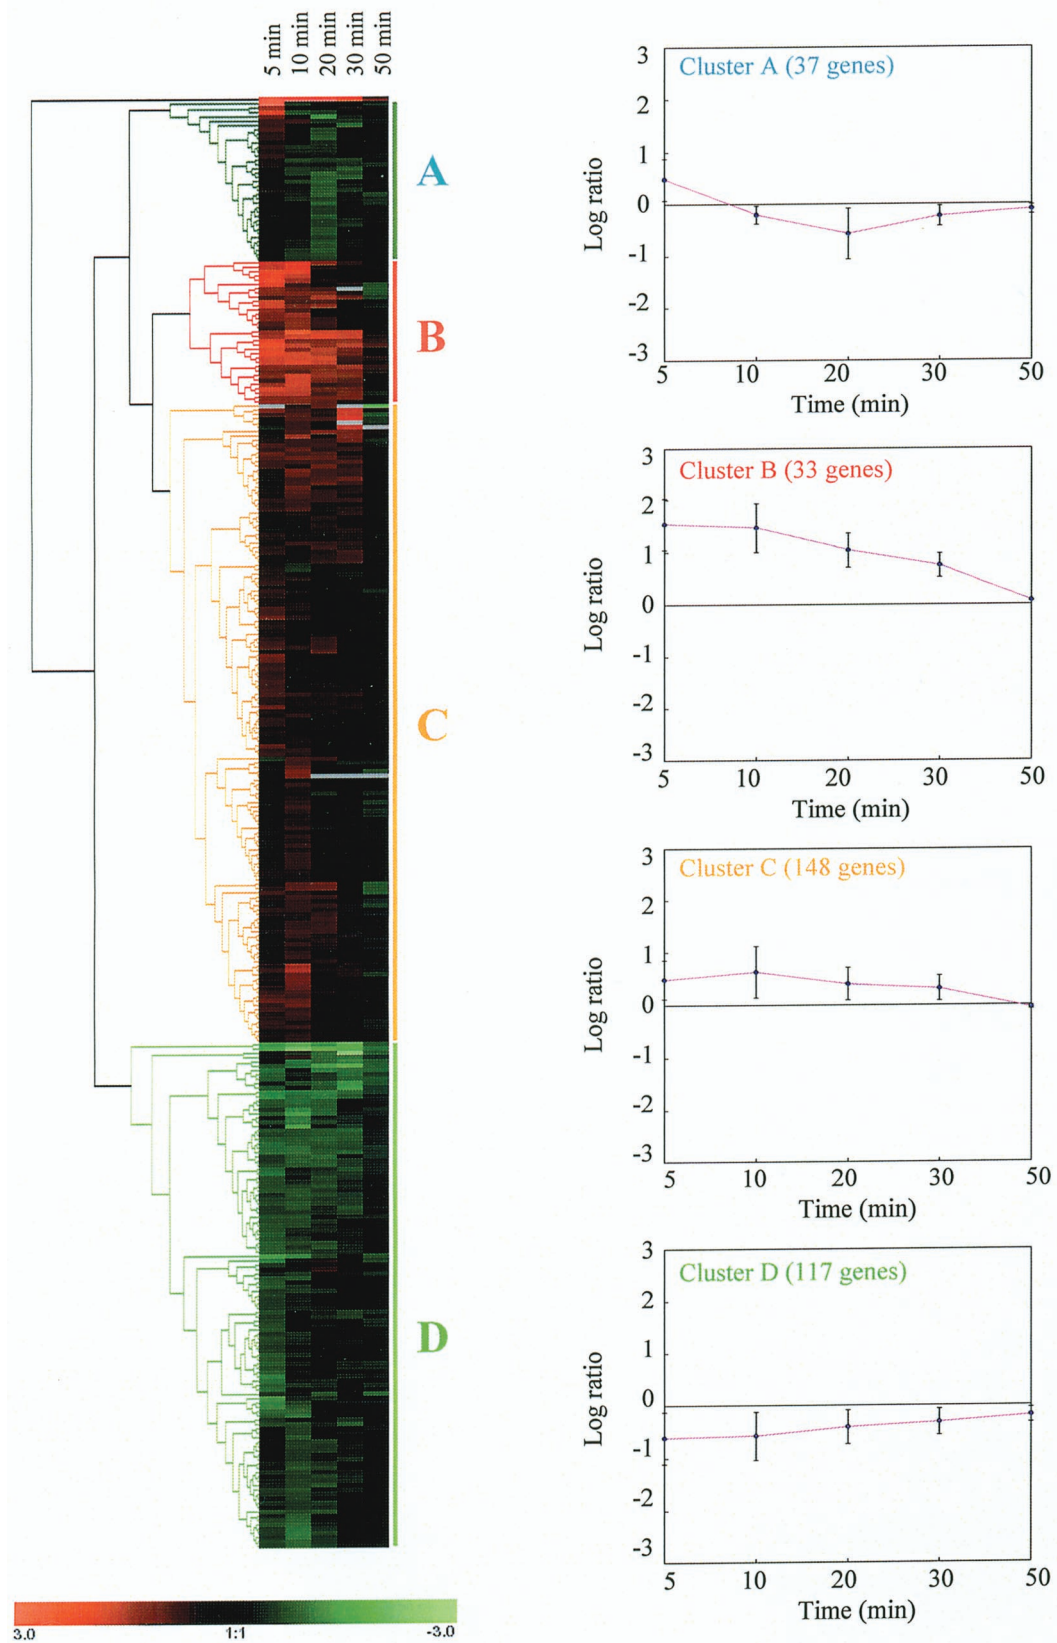 5 min
10 min
20 min
30 min
50 min
A
B
C
D
3.0 1:1 -3.0
Cluster A (37 genes)
3
2
1
0
-1
-2
-3
Log ratio
5 10 20 30 50
Time (min)
Cluster B (33 genes)
3
2
1
0
-1
-2
-3
Log ratio
5 10 20 30 50
Time (min)
Cluster C (148 genes)
3
2
1
0
-1
-2
-3
Log ratio
5 10 20 30 50
Time (min)
Cluster D (117 genes)
3
2
1
0
-1
-2
-3
Log ratio
5 10 20 30 50
Time (min)